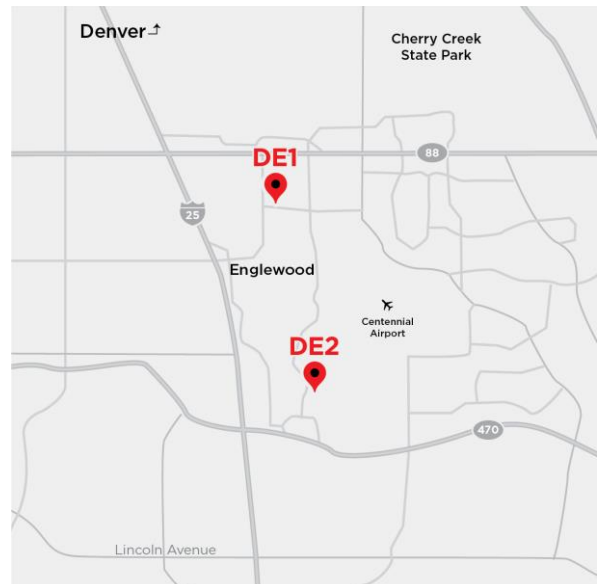 Denver
Cherry Creek
State Park
DE1
88
25
Englewood
Centennial
Airport
DE2
470
Lincoln Avenue